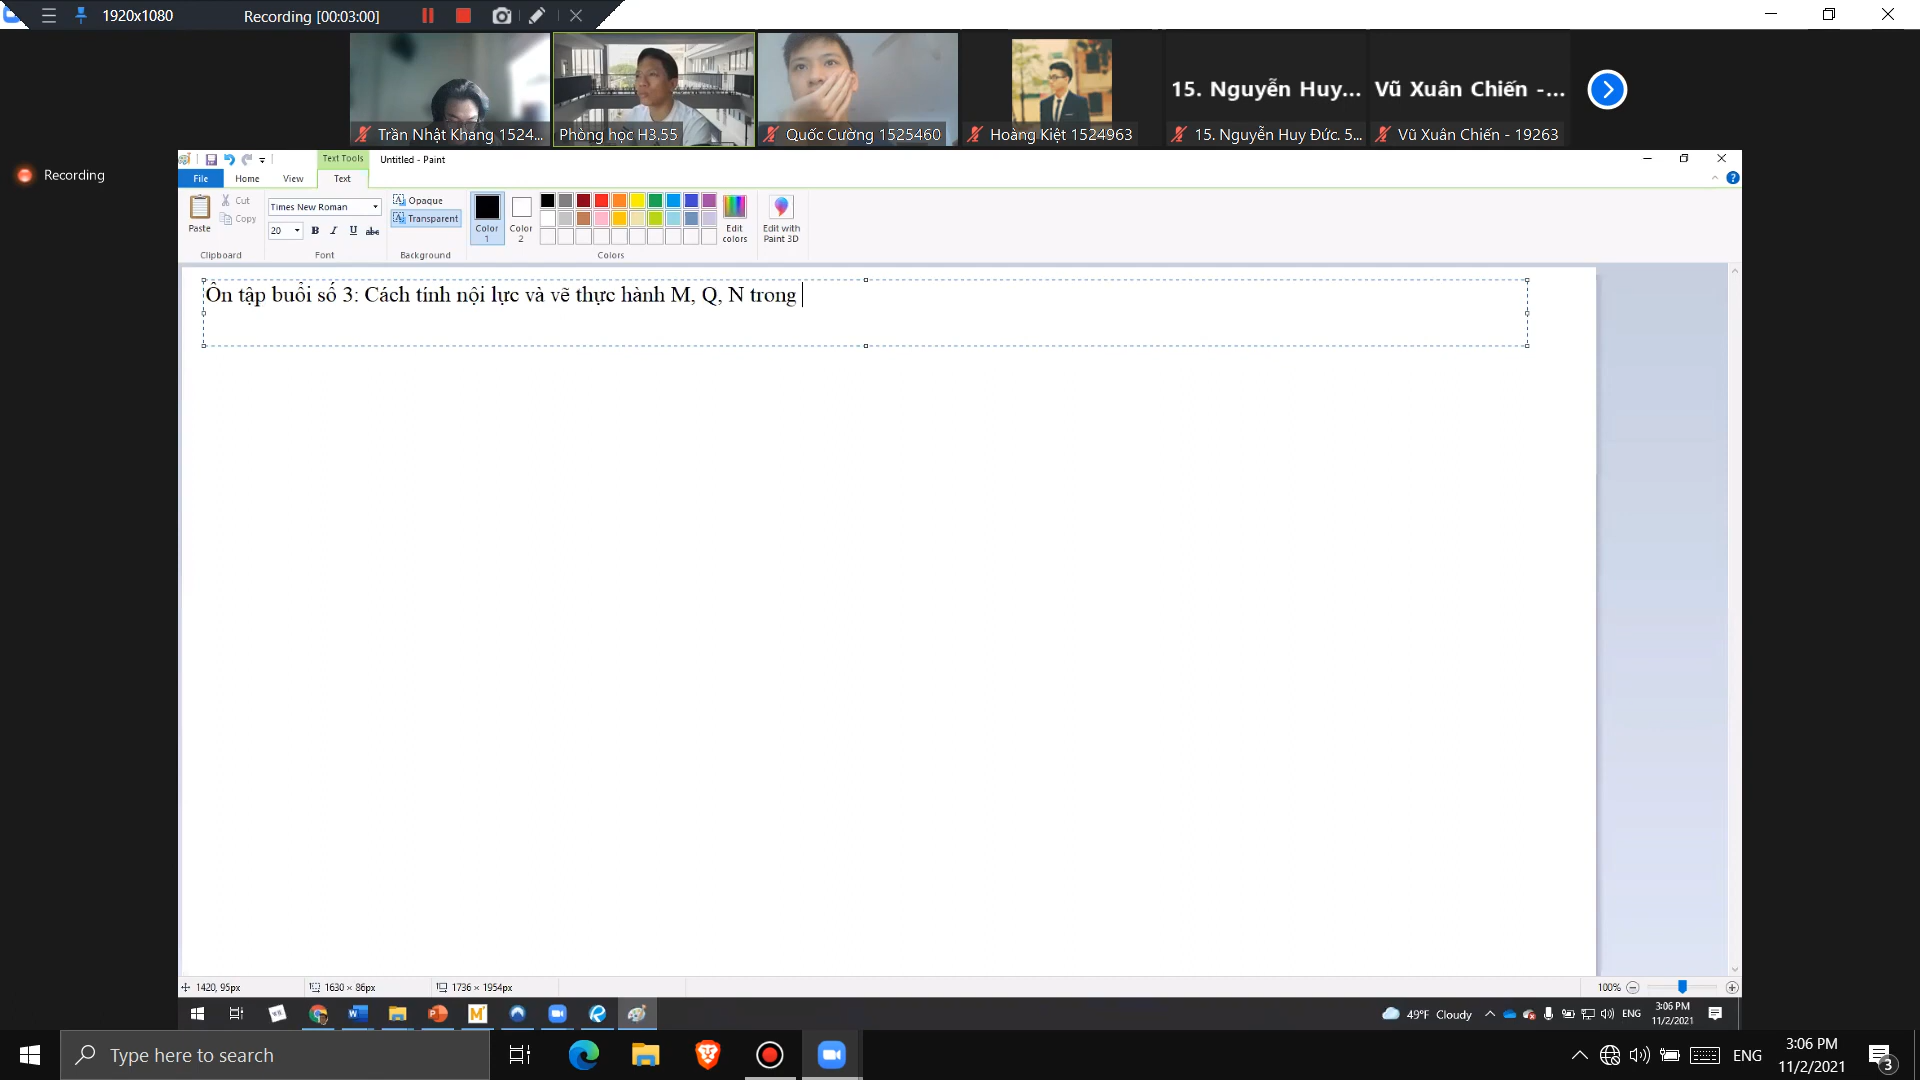 1920x1080
Recording [00:03:00]
Trần Nhật Khang 1524...
Phòng học H3.55
Quốc Cường 1525460
Hoàng Kiệt 1524963
15. Nguyễn Huy...
15. Nguyễn Huy Đức. 5...
Vũ Xuân Chiến -...
Vũ Xuân Chiến - 19263
Recording
Text Tools
Untitled - Paint
File
Home
View
Text
Paste
Cut
Copy
Clipboard
Times New Roman
20
B
I
U
abc
Font
Opaque
Transparent
Background
Color
1
Color
2
Edit
colors
Edit with
Paint 3D
Colors
Ôn tập buổi số 3: Cách tính nội lực và vẽ thực hành M, Q, N trong
1420, 95px
1630 × 86px
1736 × 1954px
100%
49°F Cloudy
ENG
3:06 PM
11/2/2021
Type here to search
ENG
3:06 PM
11/2/2021
3